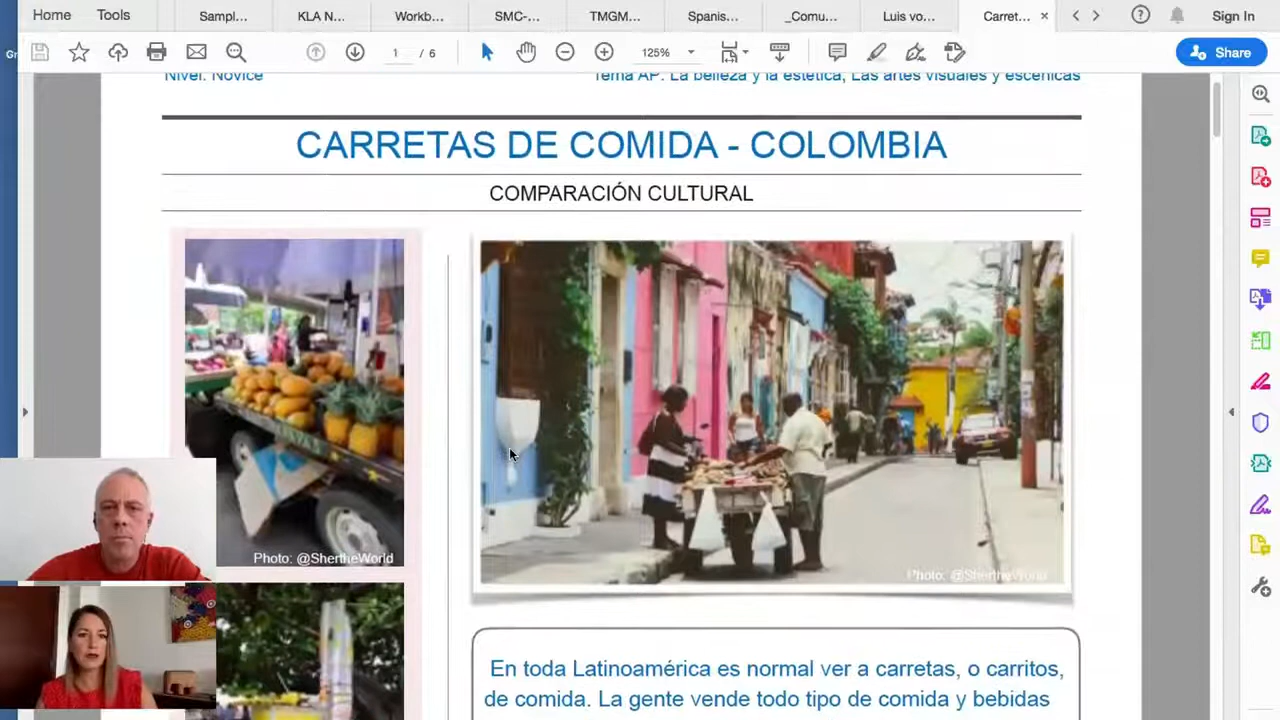 Home Tools Sampl... KLA N... Workb... SMC-... TMGM... Spanis... _Comu... Luis vo... Carret... Sign In
1 / 6 125% Share
Nivel: Novice Tema AP: La belleza y la estética, Las artes visuales y escénicas
CARRETAS DE COMIDA - COLOMBIA
COMPARACIÓN CULTURAL
Photo: @ShertheWorld
Photo: @ShertheWorld
En toda Latinoamérica es normal ver a carretas, o carritos,
de comida. La gente vende todo tipo de comida y bebidas